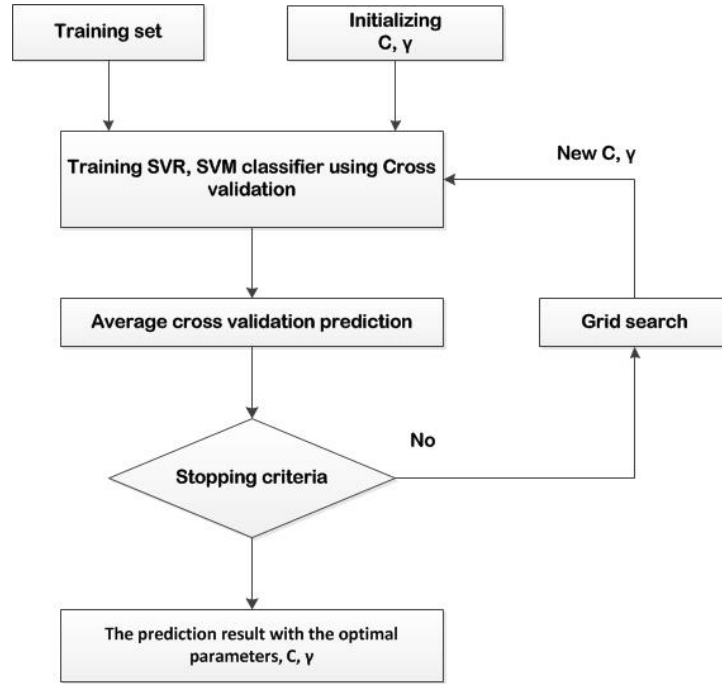 Training set
Initializing
C, γ
Training SVR, SVM classifier using Cross
validation
New C, γ
Average cross validation prediction
Grid search
No
Stopping criteria
The prediction result with the optimal
parameters, C, γ